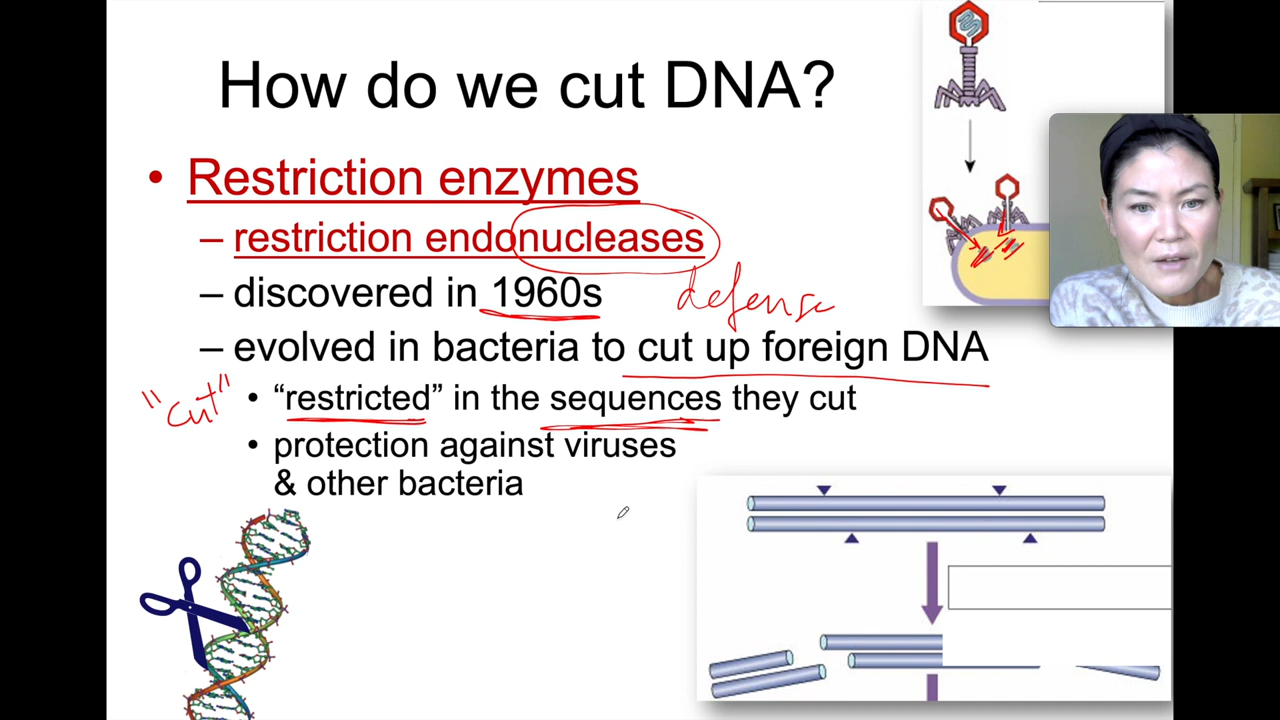 How do we cut DNA?
• Restriction enzymes
– restriction endonucleases
– discovered in 1960s
defense
– evolved in bacteria to cut up foreign DNA
"cut"
• “restricted” in the sequences they cut
• protection against viruses
& other bacteria